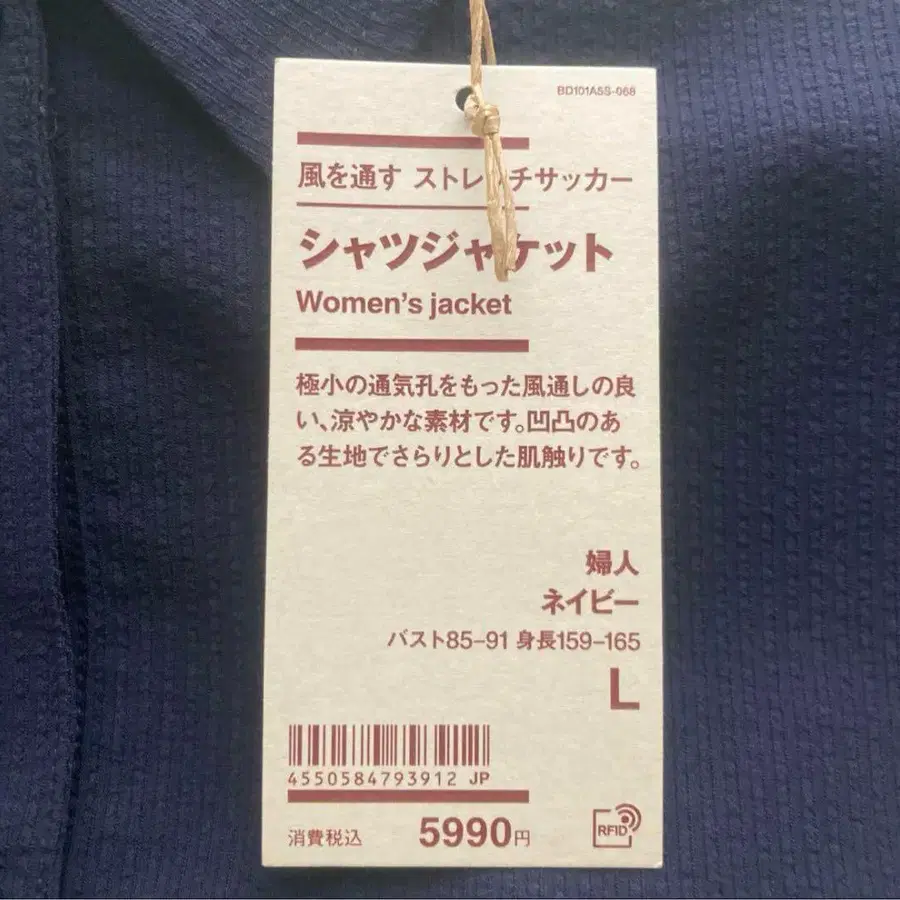 BD101A5S-068
風を通す ストレッチサッカー
シャツジャケット
Women's jacket
極小の通気孔をもった風通しの良
い、涼やかな素材です。凹凸のあ
る生地でさらりとした肌触りです。
婦人
ネイビー
バスト85–91 身長159–165
L
4550584793912 JP
消費税込 5990円
RFID